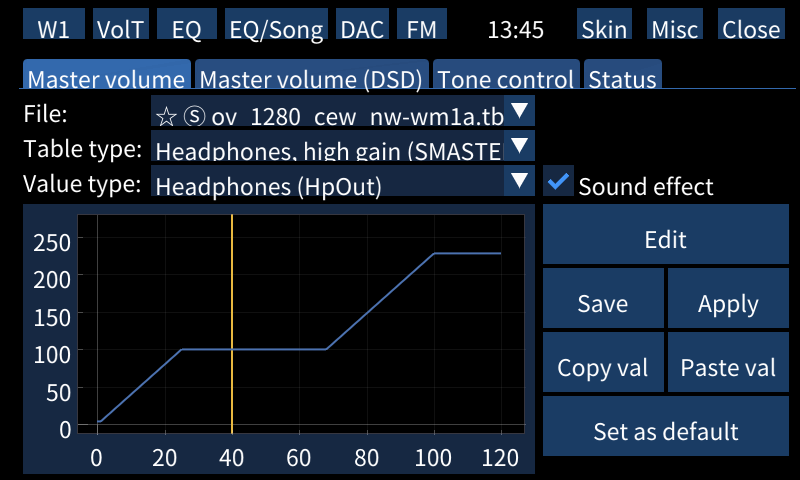 W1 VolT EQ EQ/Song DAC FM 13:45 Skin Misc Close
Master volume Master volume (DSD) Tone control Status
File: ☆ Ⓢ ov_1280_cew_nw-wm1a.tb
Table type: Headphones, high gain (SMASTE
Value type: Headphones (HpOut) Sound effect
250
200
150
100
50
0
0 20 40 60 80 100 120
Edit
Save Apply
Copy val Paste val
Set as default